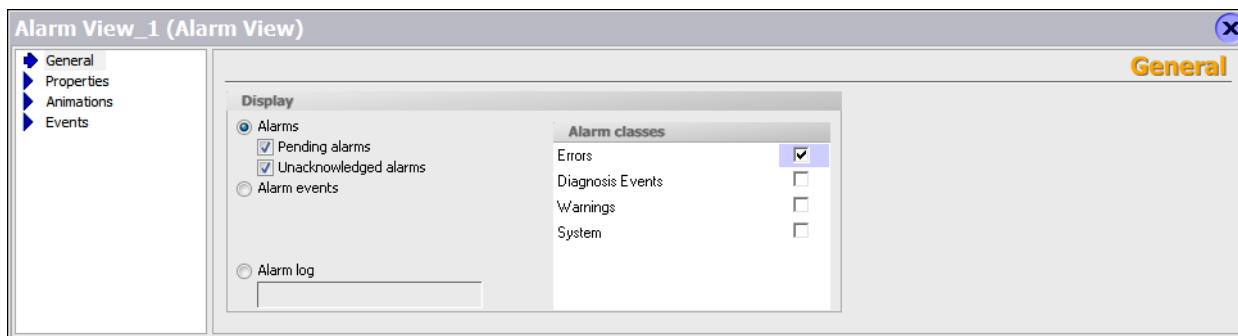 Alarm View_1 (Alarm View)
General
Properties
Animations
Events
General
Display
Alarms
Pending alarms
Unacknowledged alarms
Alarm events
Alarm log
Alarm classes
Errors
Diagnosis Events
Warnings
System